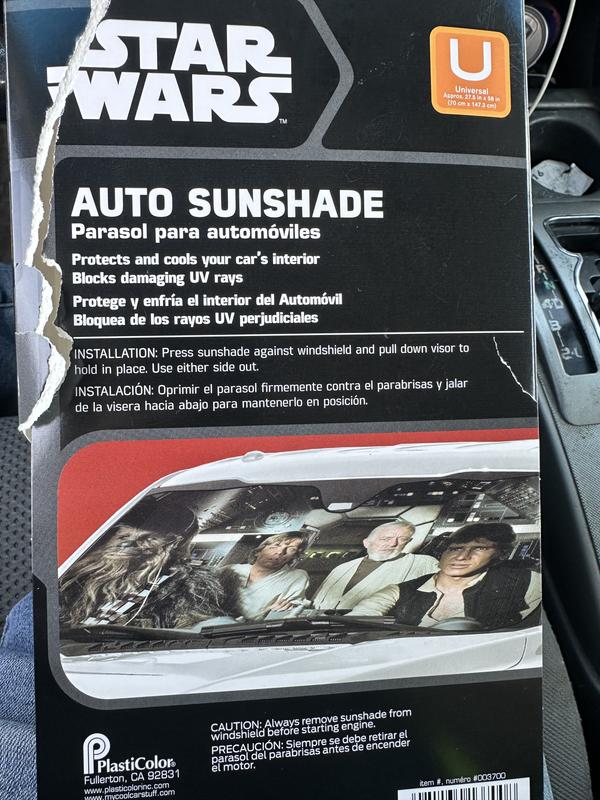 STAR
WARS™
U
Universal
Approx. 27.5 in x 58 in
(70 cm x 147.3 cm)
AUTO SUNSHADE
Parasol para automóviles
Protects and cools your car's interior
Blocks damaging UV rays
Protege y enfría el interior del Automóvil
Bloquea de los rayos UV perjudiciales
INSTALLATION: Press sunshade against windshield and pull down visor to
hold in place. Use either side out.
INSTALACIÓN: Oprimir el parasol firmemente contra el parabrisas y jalar
de la visera hacia abajo para mantenerlo en posición.
PlastiColor®
Fullerton, CA 92831
www.plasticolorinc.com
www.mycoolcarstuff.com
CAUTION: Always remove sunshade from
windshield before starting engine.
PRECAUCIÓN: Siempre se debe retirar el
parasol del parabrisas antes de encender
el motor.
item #, numéro #003700